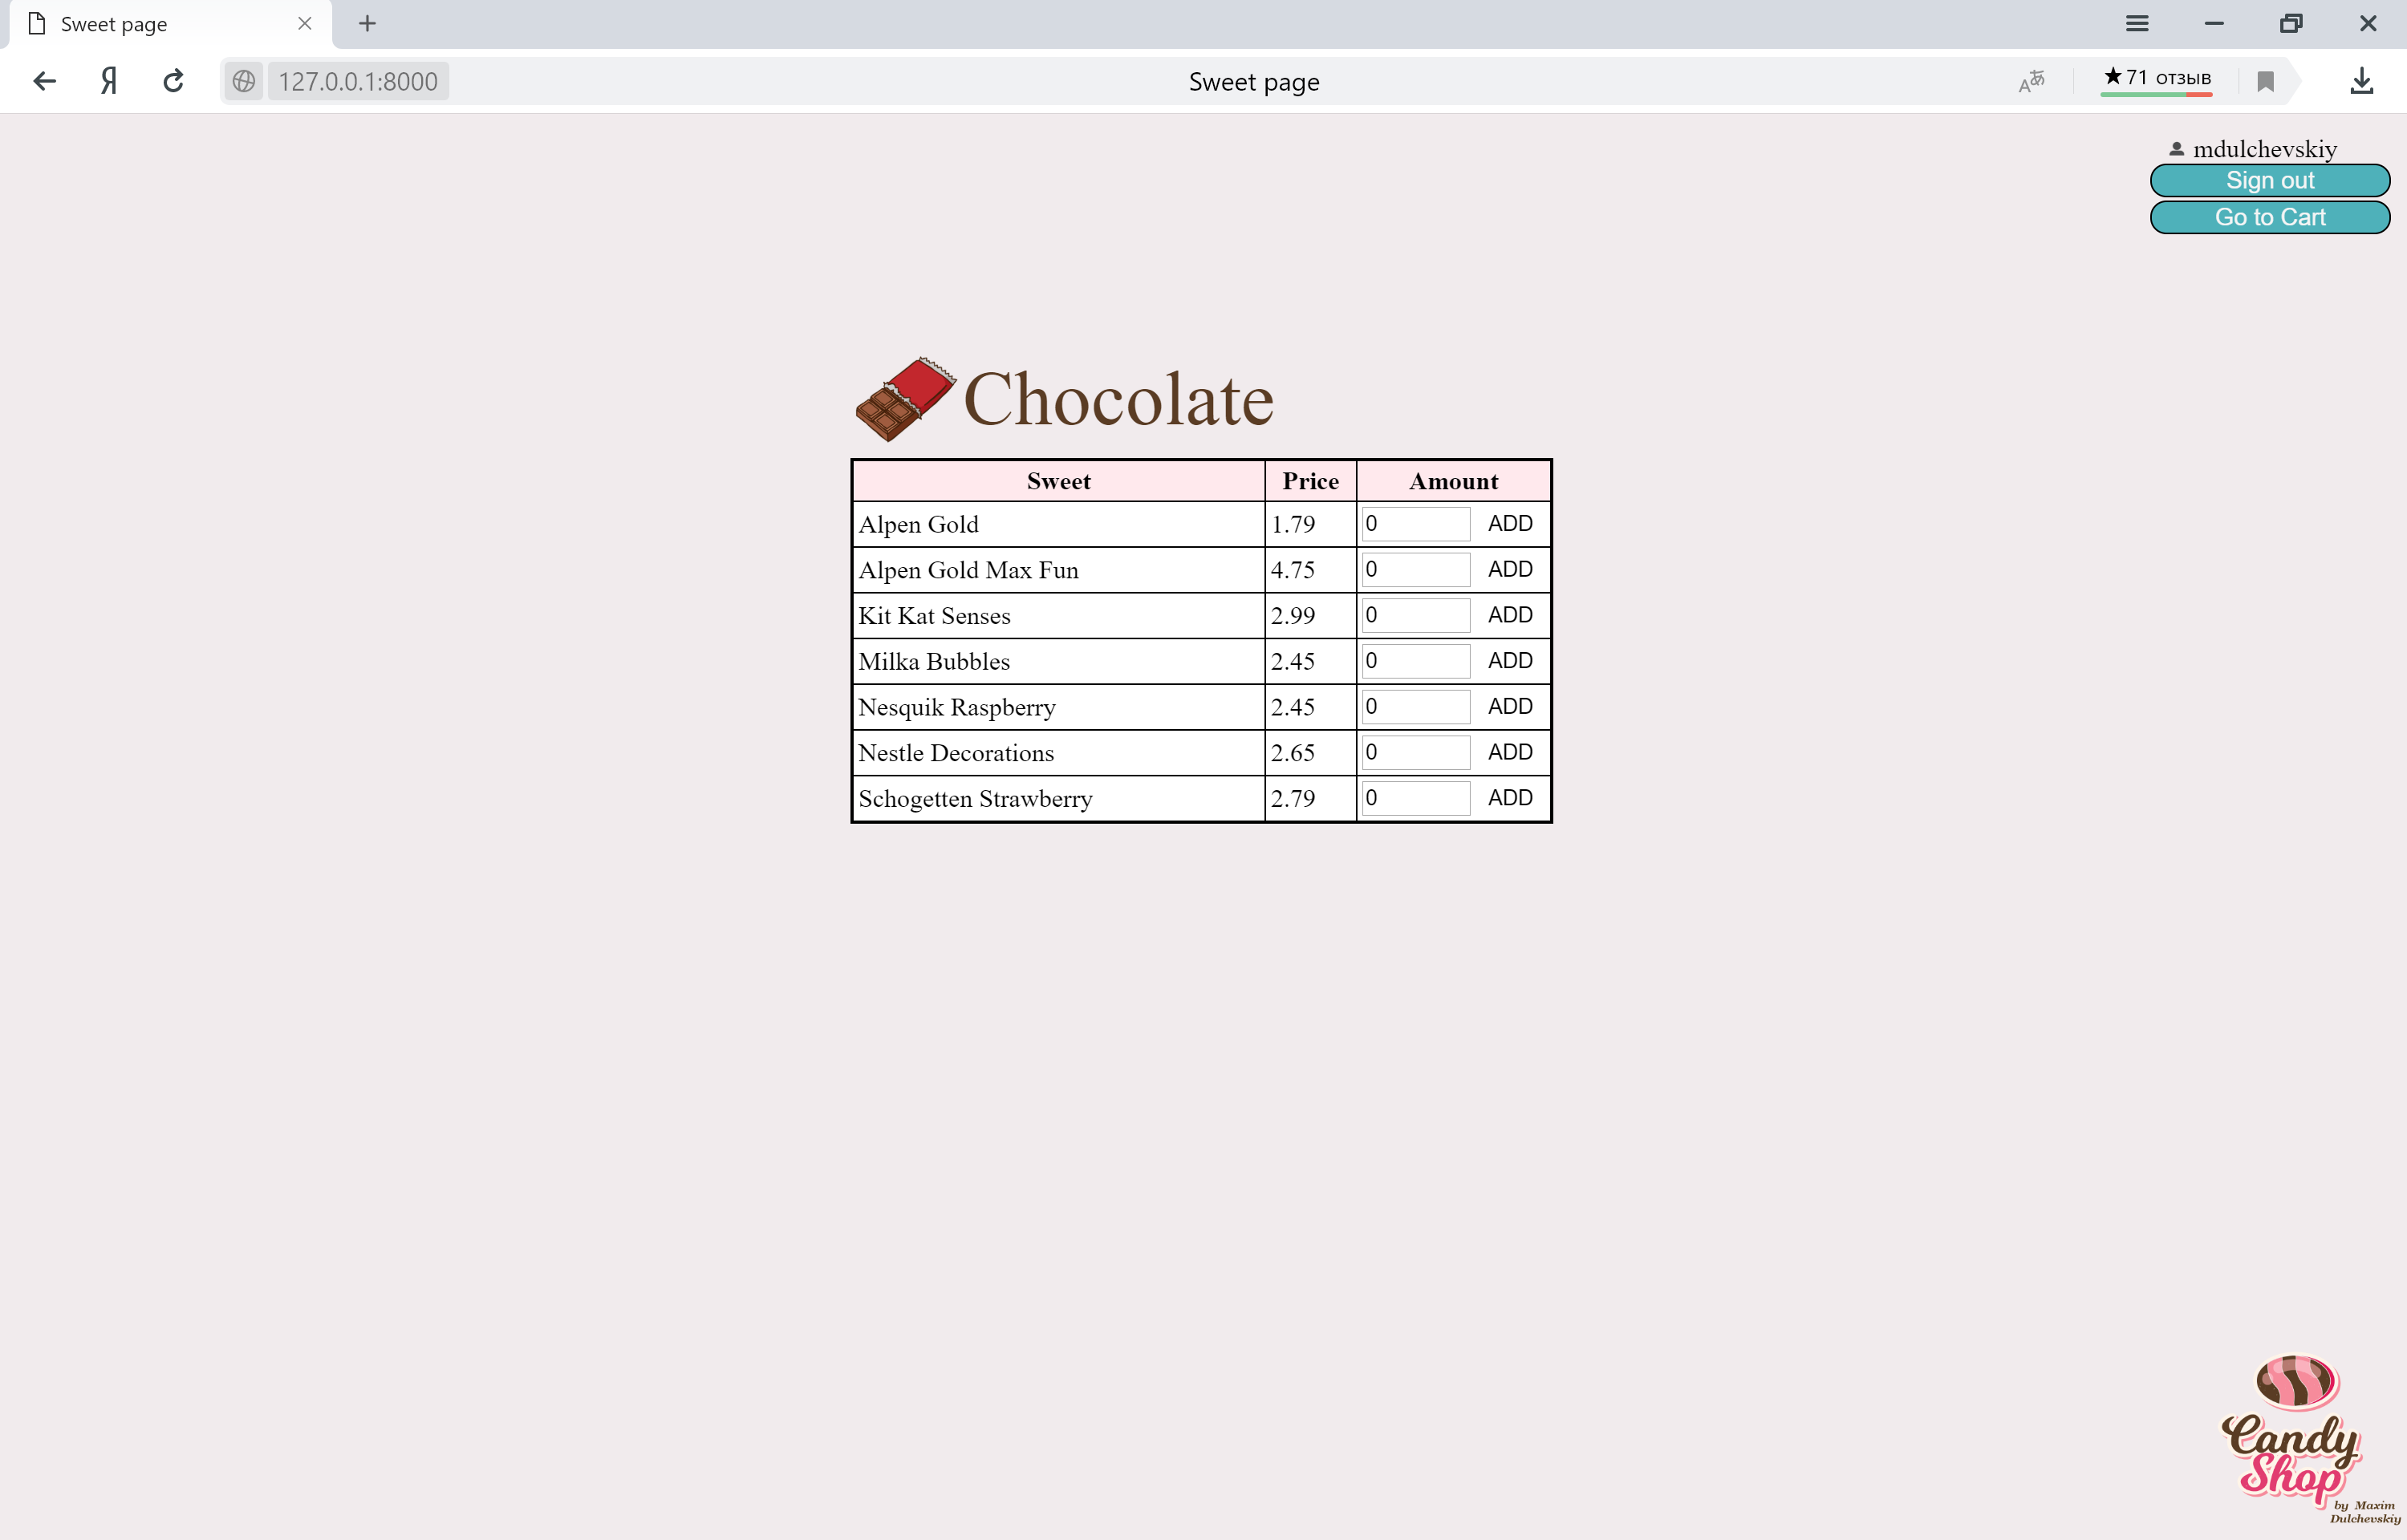 Sweet page
Я 127.0.0.1:8000 Sweet page Aあ ★71 отзыв
mdulchevskiy
Sign out
Go to Cart
Chocolate
Sweet Price Amount
Alpen Gold 1.79 0 ADD
Alpen Gold Max Fun 4.75 0 ADD
Kit Kat Senses 2.99 0 ADD
Milka Bubbles 2.45 0 ADD
Nesquik Raspberry 2.45 0 ADD
Nestle Decorations 2.65 0 ADD
Schogetten Strawberry 2.79 0 ADD
Candy
Shop
by Maxim
Dulchevskiy